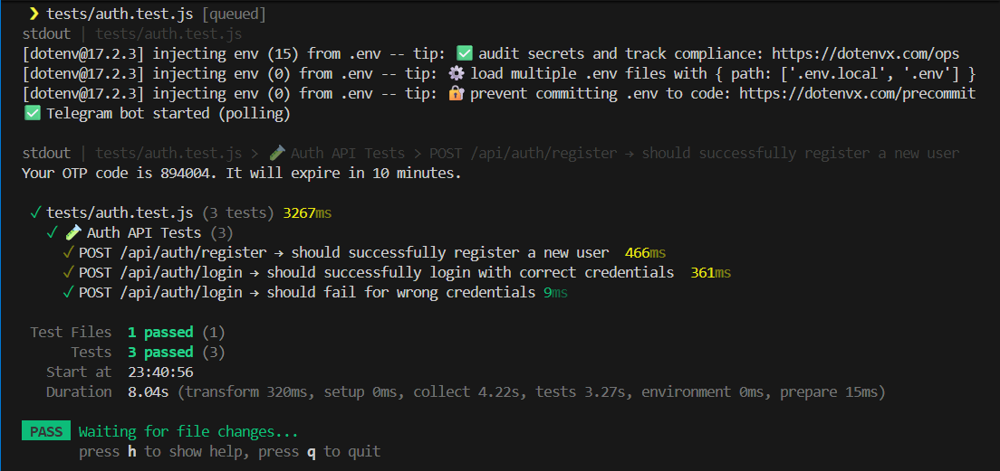 ❯ tests/auth.test.js [queued]
stdout | tests/auth.test.js
[dotenv@17.2.3] injecting env (15) from .env -- tip: ✅ audit secrets and track compliance: https://dotenvx.com/ops
[dotenv@17.2.3] injecting env (0) from .env -- tip: ⚙️ load multiple .env files with { path: ['.env.local', '.env'] }
[dotenv@17.2.3] injecting env (0) from .env -- tip: 🔐 prevent committing .env to code: https://dotenvx.com/precommit
✅ Telegram bot started (polling)
stdout | tests/auth.test.js > 🧪 Auth API Tests > POST /api/auth/register → should successfully register a new user
Your OTP code is 894004. It will expire in 10 minutes.
✓ tests/auth.test.js (3 tests) 3267ms
✓ 🧪 Auth API Tests (3)
✓ POST /api/auth/register → should successfully register a new user 466ms
✓ POST /api/auth/login → should successfully login with correct credentials 361ms
✓ POST /api/auth/login → should fail for wrong credentials 9ms
Test Files 1 passed (1)
Tests 3 passed (3)
Start at 23:40:56
Duration 8.04s (transform 320ms, setup 0ms, collect 4.22s, tests 3.27s, environment 0ms, prepare 15ms)
PASS Waiting for file changes...
press h to show help, press q to quit